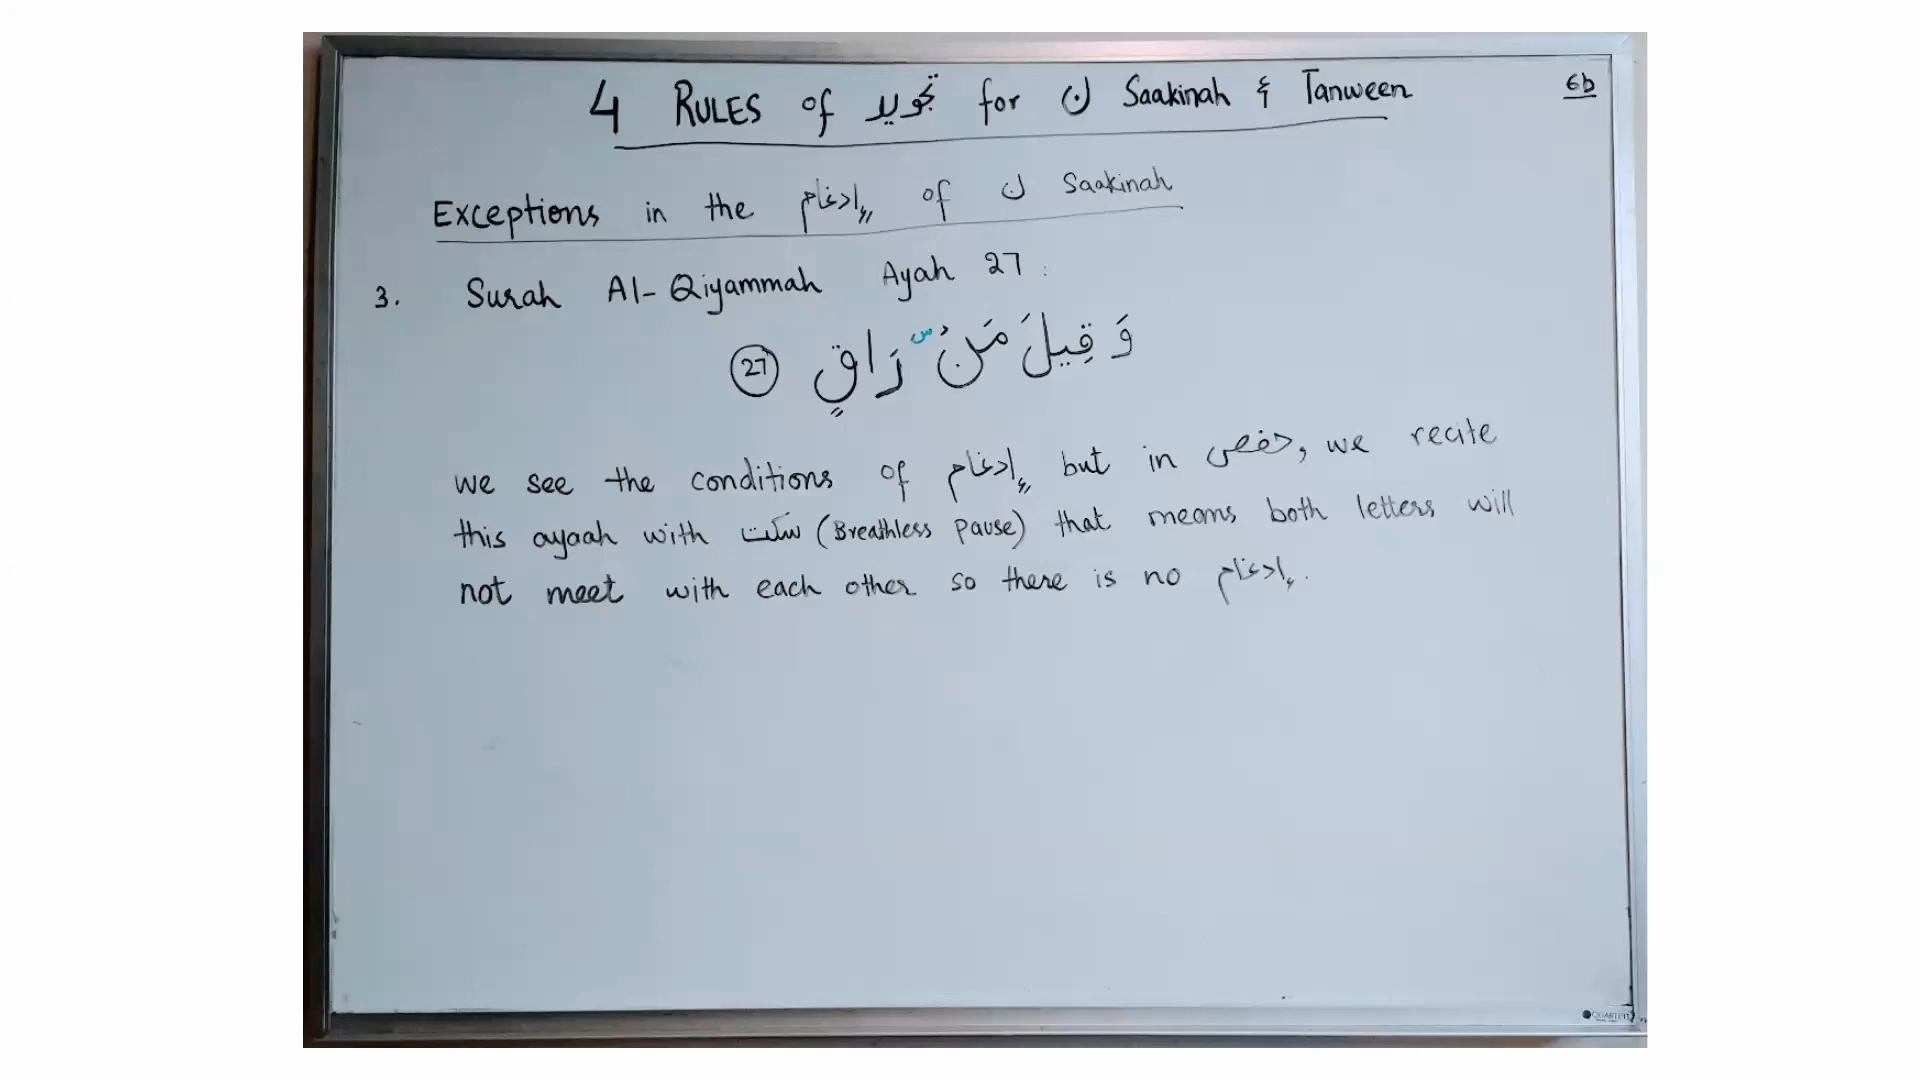 4 RULES of تجويد for ن Saakinah & Tanween
6b
Exceptions in the إدغام of ن Saakinah
3. Surah Al-Qiyammah Ayah 27:
وَ قِيلَ مَنْ ۜ رَاقٍ 27
we see the conditions of إدغام but in حفص, we recite
this ayaah with سَكت (Breathless Pause) that means both letters will
not meet with each other so there is no إدغام.
QUARTET